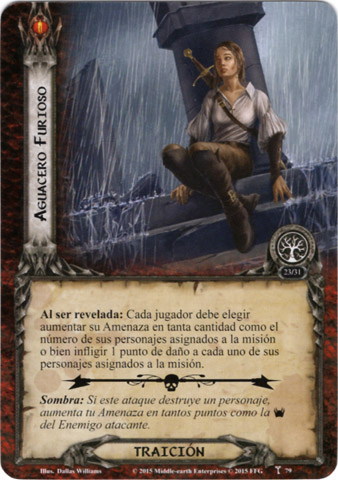 AGUACERO FURIOSO
23/31
Al ser revelada: Cada jugador debe elegir
aumentar su Amenaza en tanta cantidad como el
número de sus personajes asignados a la misión
o bien infligir 1 punto de daño a cada uno de sus
personajes asignados a la misión.
Sombra: Si este ataque destruye un personaje,
aumenta tu Amenaza en tantos puntos como la
del Enemigo atacante.
TRAICIÓN
Illus. Dallas Williams
© 2015 Middle-earth Enterprises © 2015 FFG
79